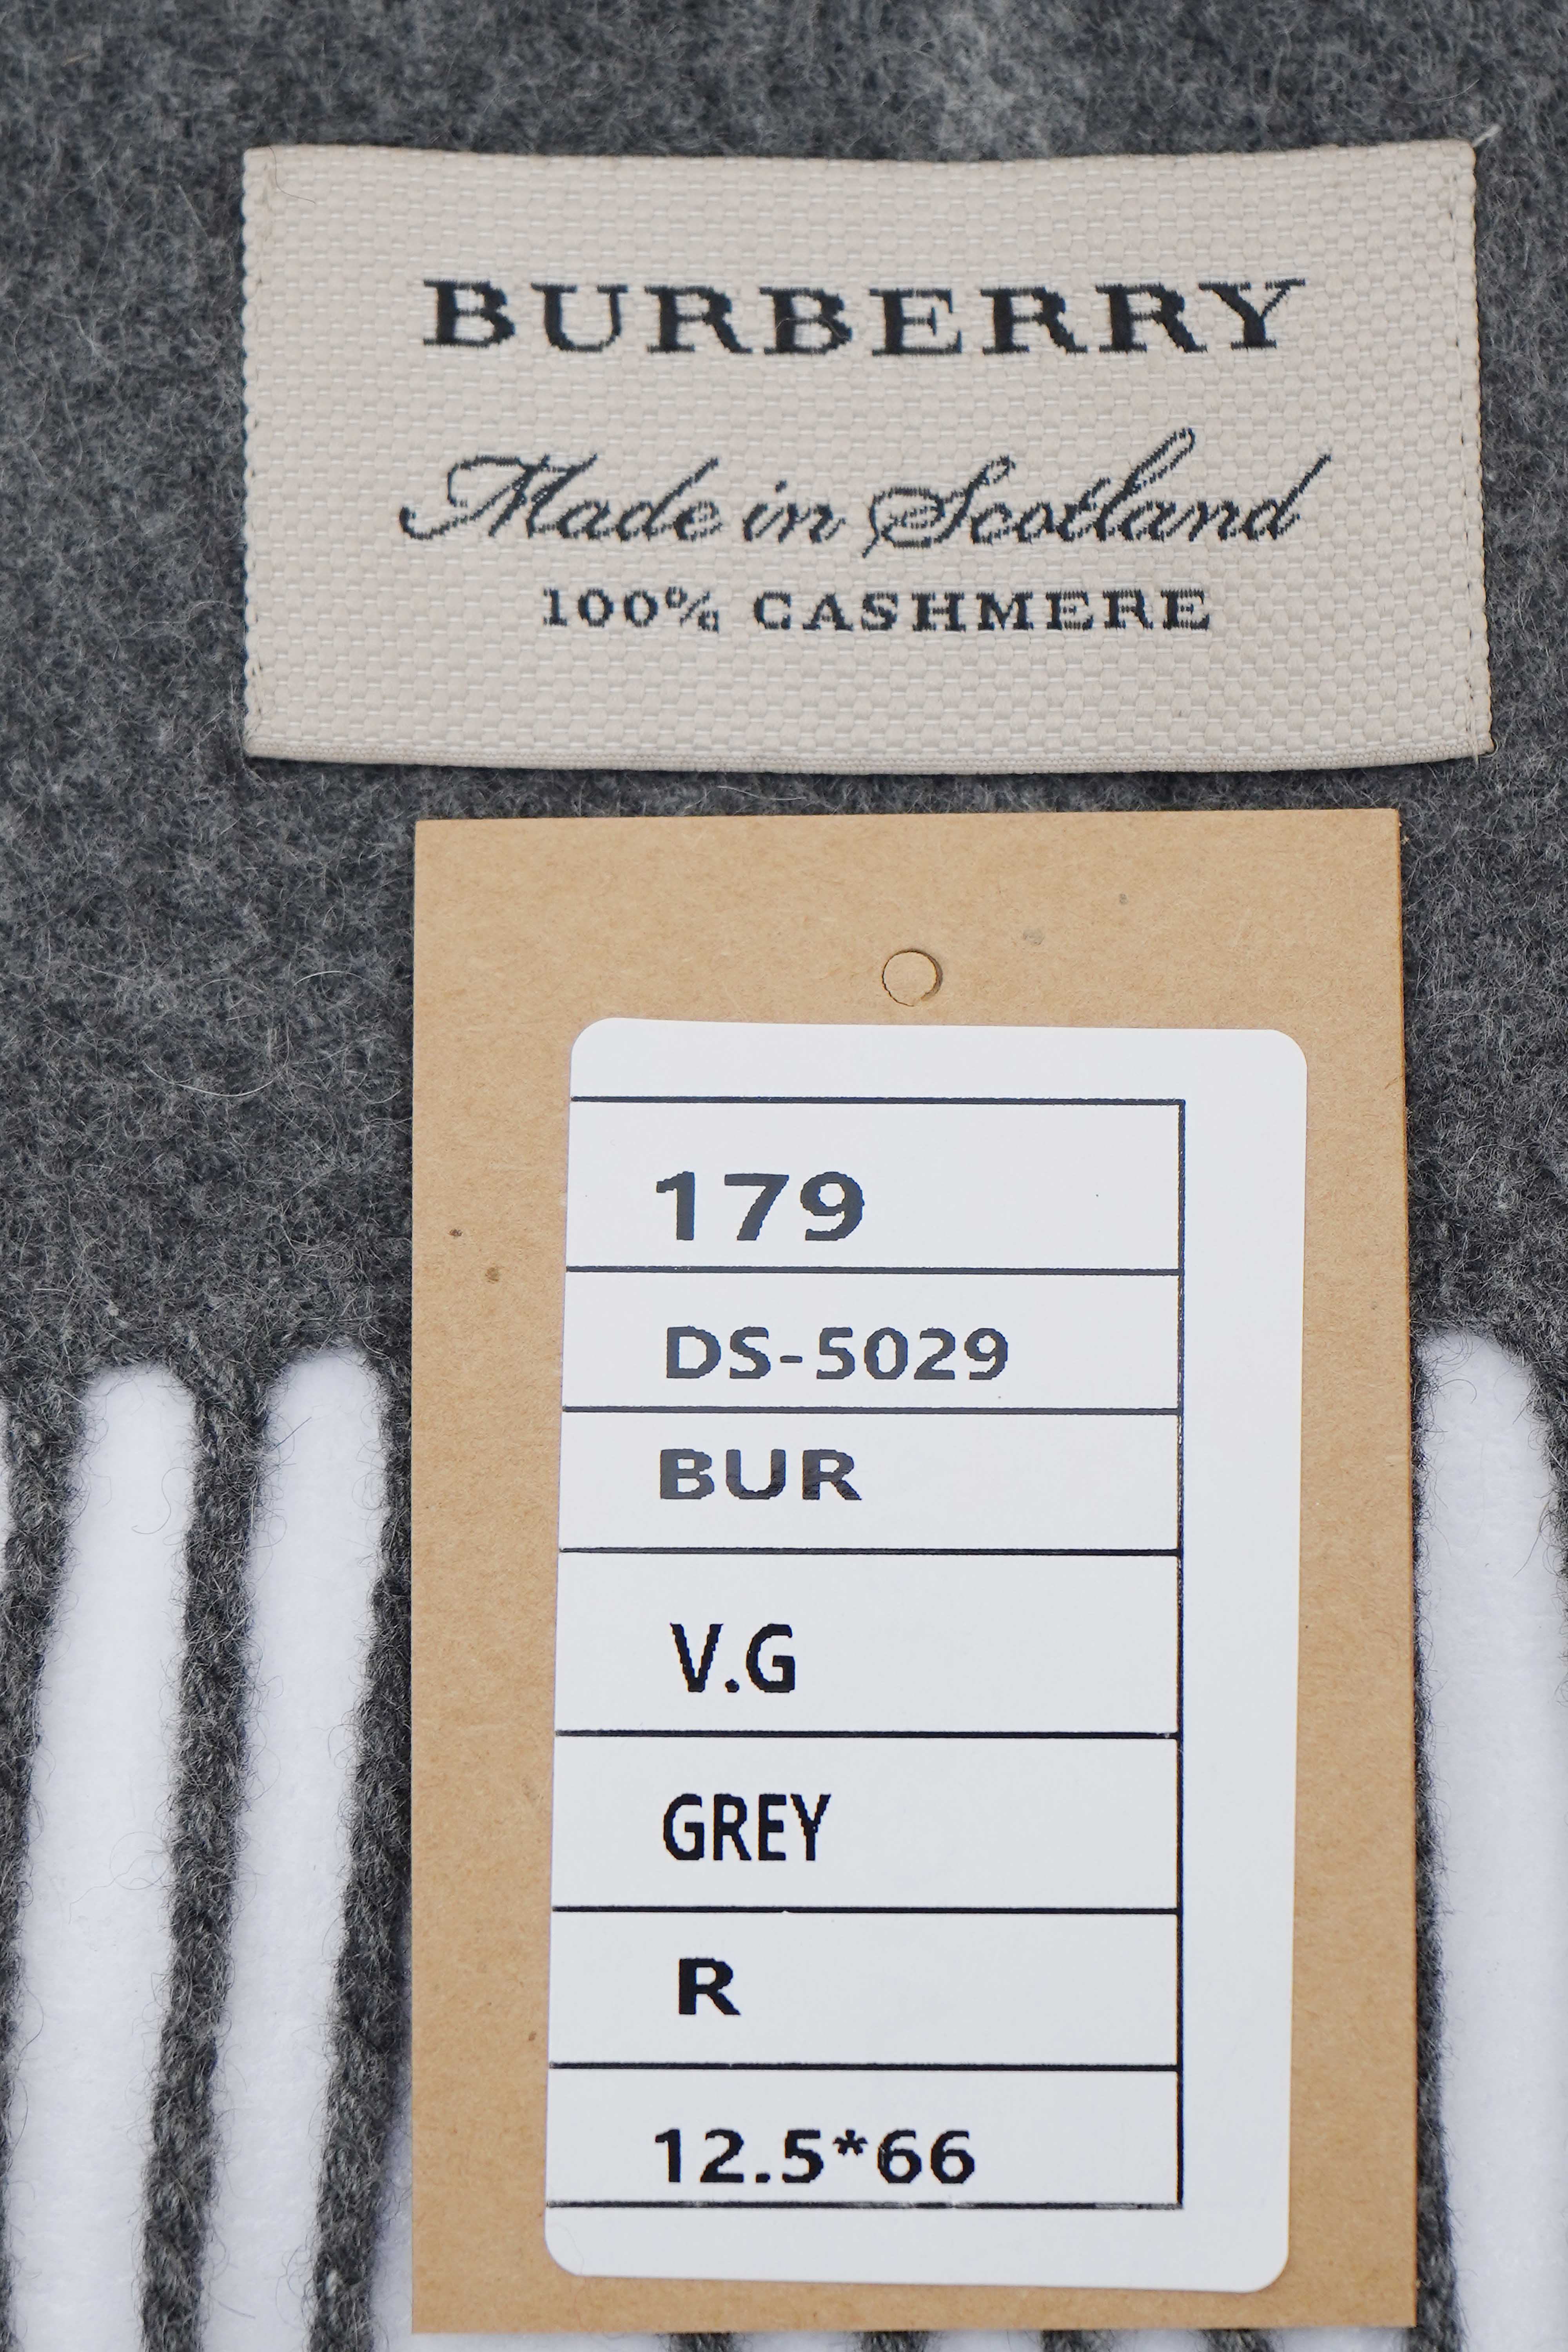 BURBERRY
Made in Scotland
100% CASHMERE
179
DS-5029
BUR
V.G
GREY
R
12.5*66